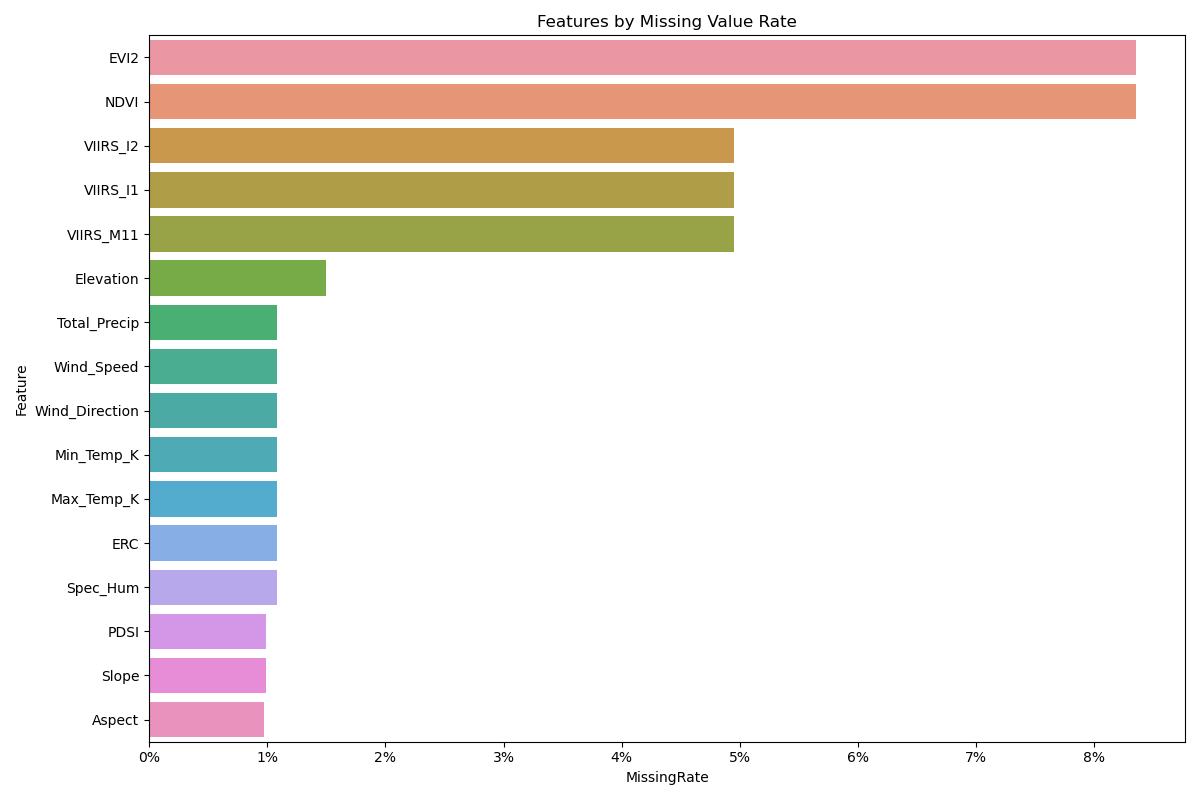 Features by Missing Value Rate
EVI2
NDVI
VIIRS_I2
VIIRS_I1
VIIRS_M11
Elevation
Total_Precip
Wind_Speed
Wind_Direction
Min_Temp_K
Max_Temp_K
ERC
Spec_Hum
PDSI
Slope
Aspect
Feature
0% 1% 2% 3% 4% 5% 6% 7% 8%
MissingRate